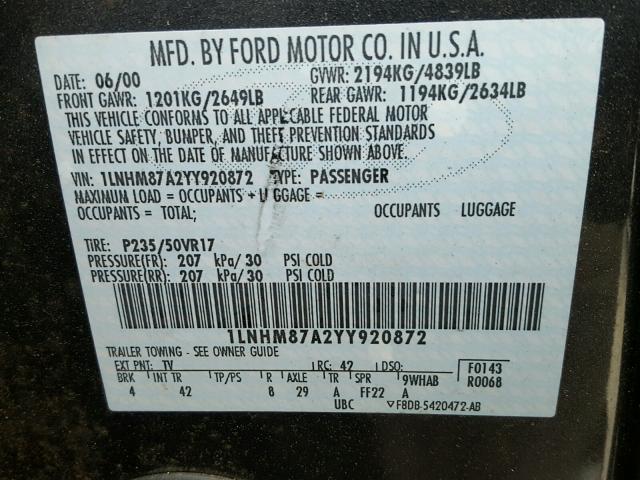 MFD. BY FORD MOTOR CO. IN U.S.A.
DATE: 06/00 GVWR: 2194KG/4839LB
FRONT GAWR: 1201KG/2649LB REAR GAWR: 1194KG/2634LB
THIS VEHICLE CONFORMS TO ALL APPLICABLE FEDERAL MOTOR
VEHICLE SAFETY, BUMPER, AND THEFT PREVENTION STANDARDS
IN EFFECT ON THE DATE OF MANUFACTURE SHOWN ABOVE.
VIN: 1LNHM87A2YY920872 TYPE: PASSENGER
MAXIMUM LOAD = OCCUPANTS + LUGGAGE =
OCCUPANTS = TOTAL; PASSENGER LUGGAGE
TIRE: P235/50VR17
PRESSURE(FR): 207 kPa/30 PSI COLD
PRESSURE(RR): 207 kPa/30 PSI COLD
1LNHM87A2YY920872
TRAILER TOWING - SEE OWNER GUIDE
EXT PNT: TV RC: 42 DSO: F0143
BRK INT TR TP/PS R AXLE TR SPR 9WHAB R0068
4 42 8 29 A FF22 A
UBC F8DB-5420472-AB